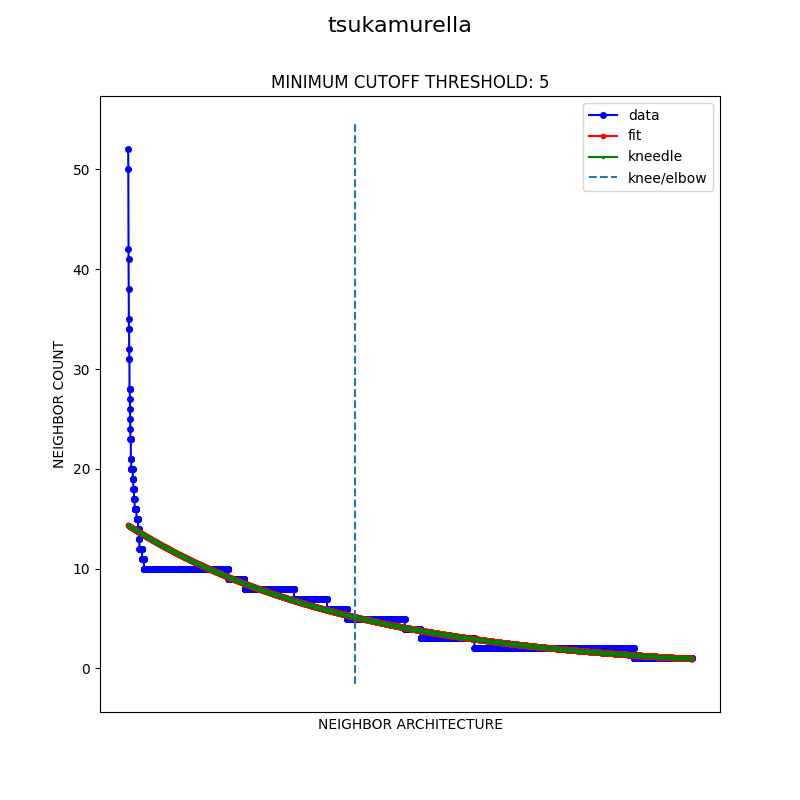 tsukamurella
MINIMUM CUTOFF THRESHOLD: 5
data
fit
kneedle
knee/elbow
50
40
30
20
10
0
NEIGHBOR COUNT
NEIGHBOR ARCHITECTURE